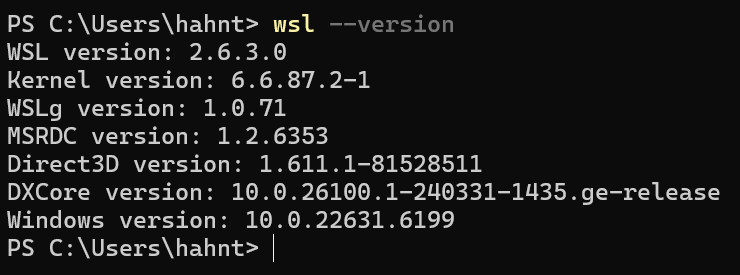 PS C:\Users\hahnt> wsl --version
WSL version: 2.6.3.0
Kernel version: 6.6.87.2-1
WSLg version: 1.0.71
MSRDC version: 1.2.6353
Direct3D version: 1.611.1-81528511
DXCore version: 10.0.26100.1-240331-1435.ge-release
Windows version: 10.0.22631.6199
PS C:\Users\hahnt>